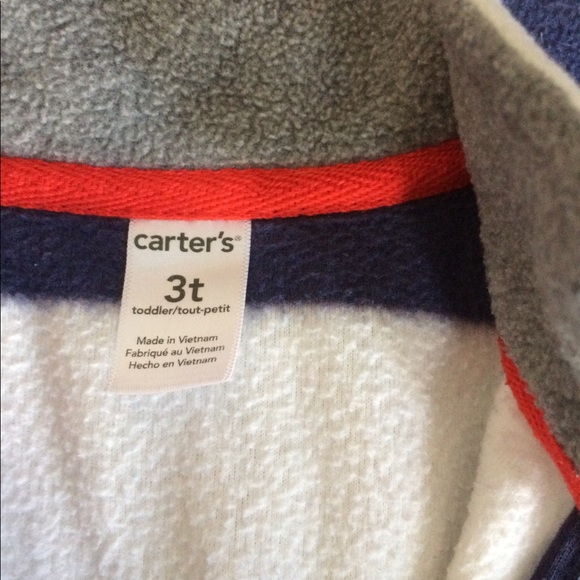 carter's®
3t
toddler/tout-petit
Made in Vietnam
Fabriqué au Vietnam
Hecho en Vietnam